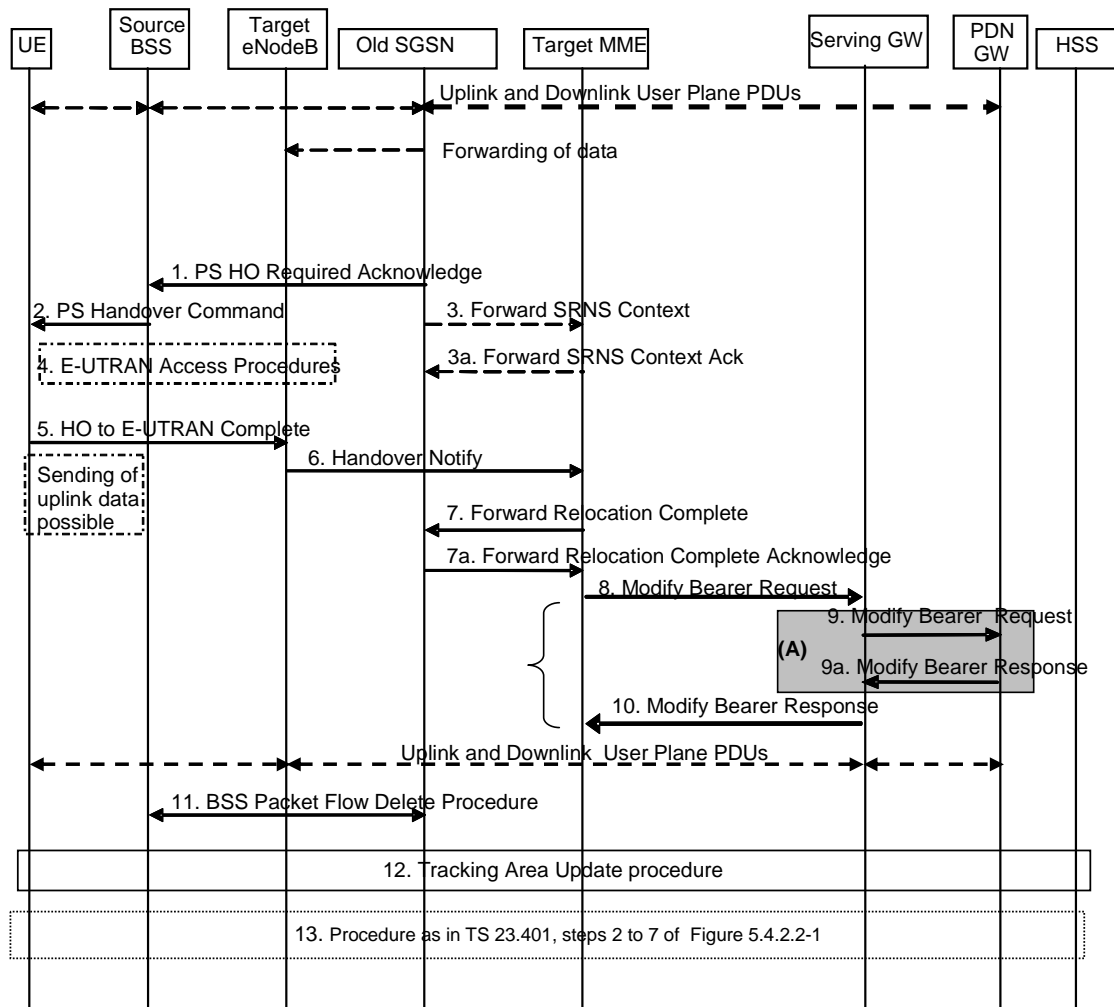 UE
Source
BSS
Target
eNodeB
Old SGSN
Target MME
Serving GW
PDN
GW
HSS
Uplink and Downlink User Plane PDUs
Forwarding of data
1. PS HO Required Acknowledge
2. PS Handover Command
3. Forward SRNS Context
4. E-UTRAN Access Procedures
3a. Forward SRNS Context Ack
5. HO to E-UTRAN Complete
6. Handover Notify
Sending of
uplink data
possible
7. Forward Relocation Complete
7a. Forward Relocation Complete Acknowledge
8. Modify Bearer Request
9. Modify Bearer Request
(A)
9a. Modify Bearer Response
10. Modify Bearer Response
Uplink and Downlink User Plane PDUs
11. BSS Packet Flow Delete Procedure
12. Tracking Area Update procedure
13. Procedure as in TS 23.401, steps 2 to 7 of Figure 5.4.2.2-1